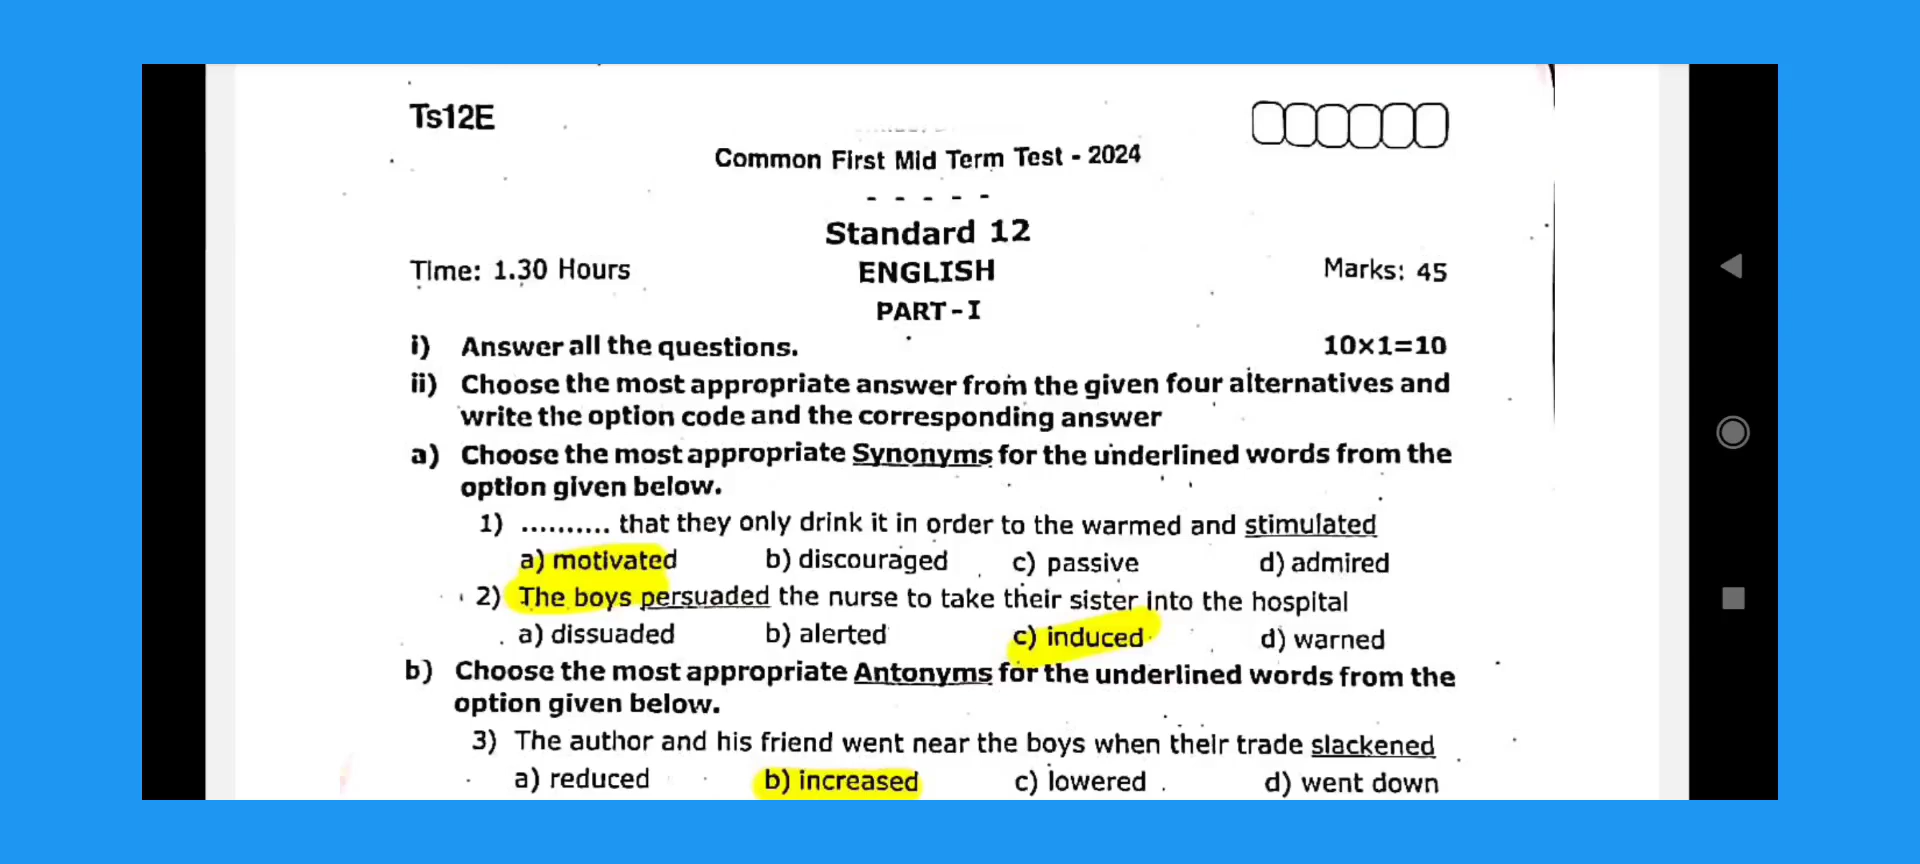 Ts12E
Common First Mid Term Test - 2024
- - - - -
Standard 12
Time: 1.30 Hours ENGLISH Marks: 45
PART-I
i) Answer all the questions. 10×1=10
ii) Choose the most appropriate answer from the given four alternatives and
write the option code and the corresponding answer
a) Choose the most appropriate Synonyms for the underlined words from the
option given below.
1) .......... that they only drink it in order to the warmed and stimulated
a) motivated b) discouraged c) passive d) admired
2) The boys persuaded the nurse to take their sister into the hospital
a) dissuaded b) alerted c) induced d) warned
b) Choose the most appropriate Antonyms for the underlined words from the
option given below.
3) The author and his friend went near the boys when their trade slackened
a) reduced b) increased c) lowered d) went down